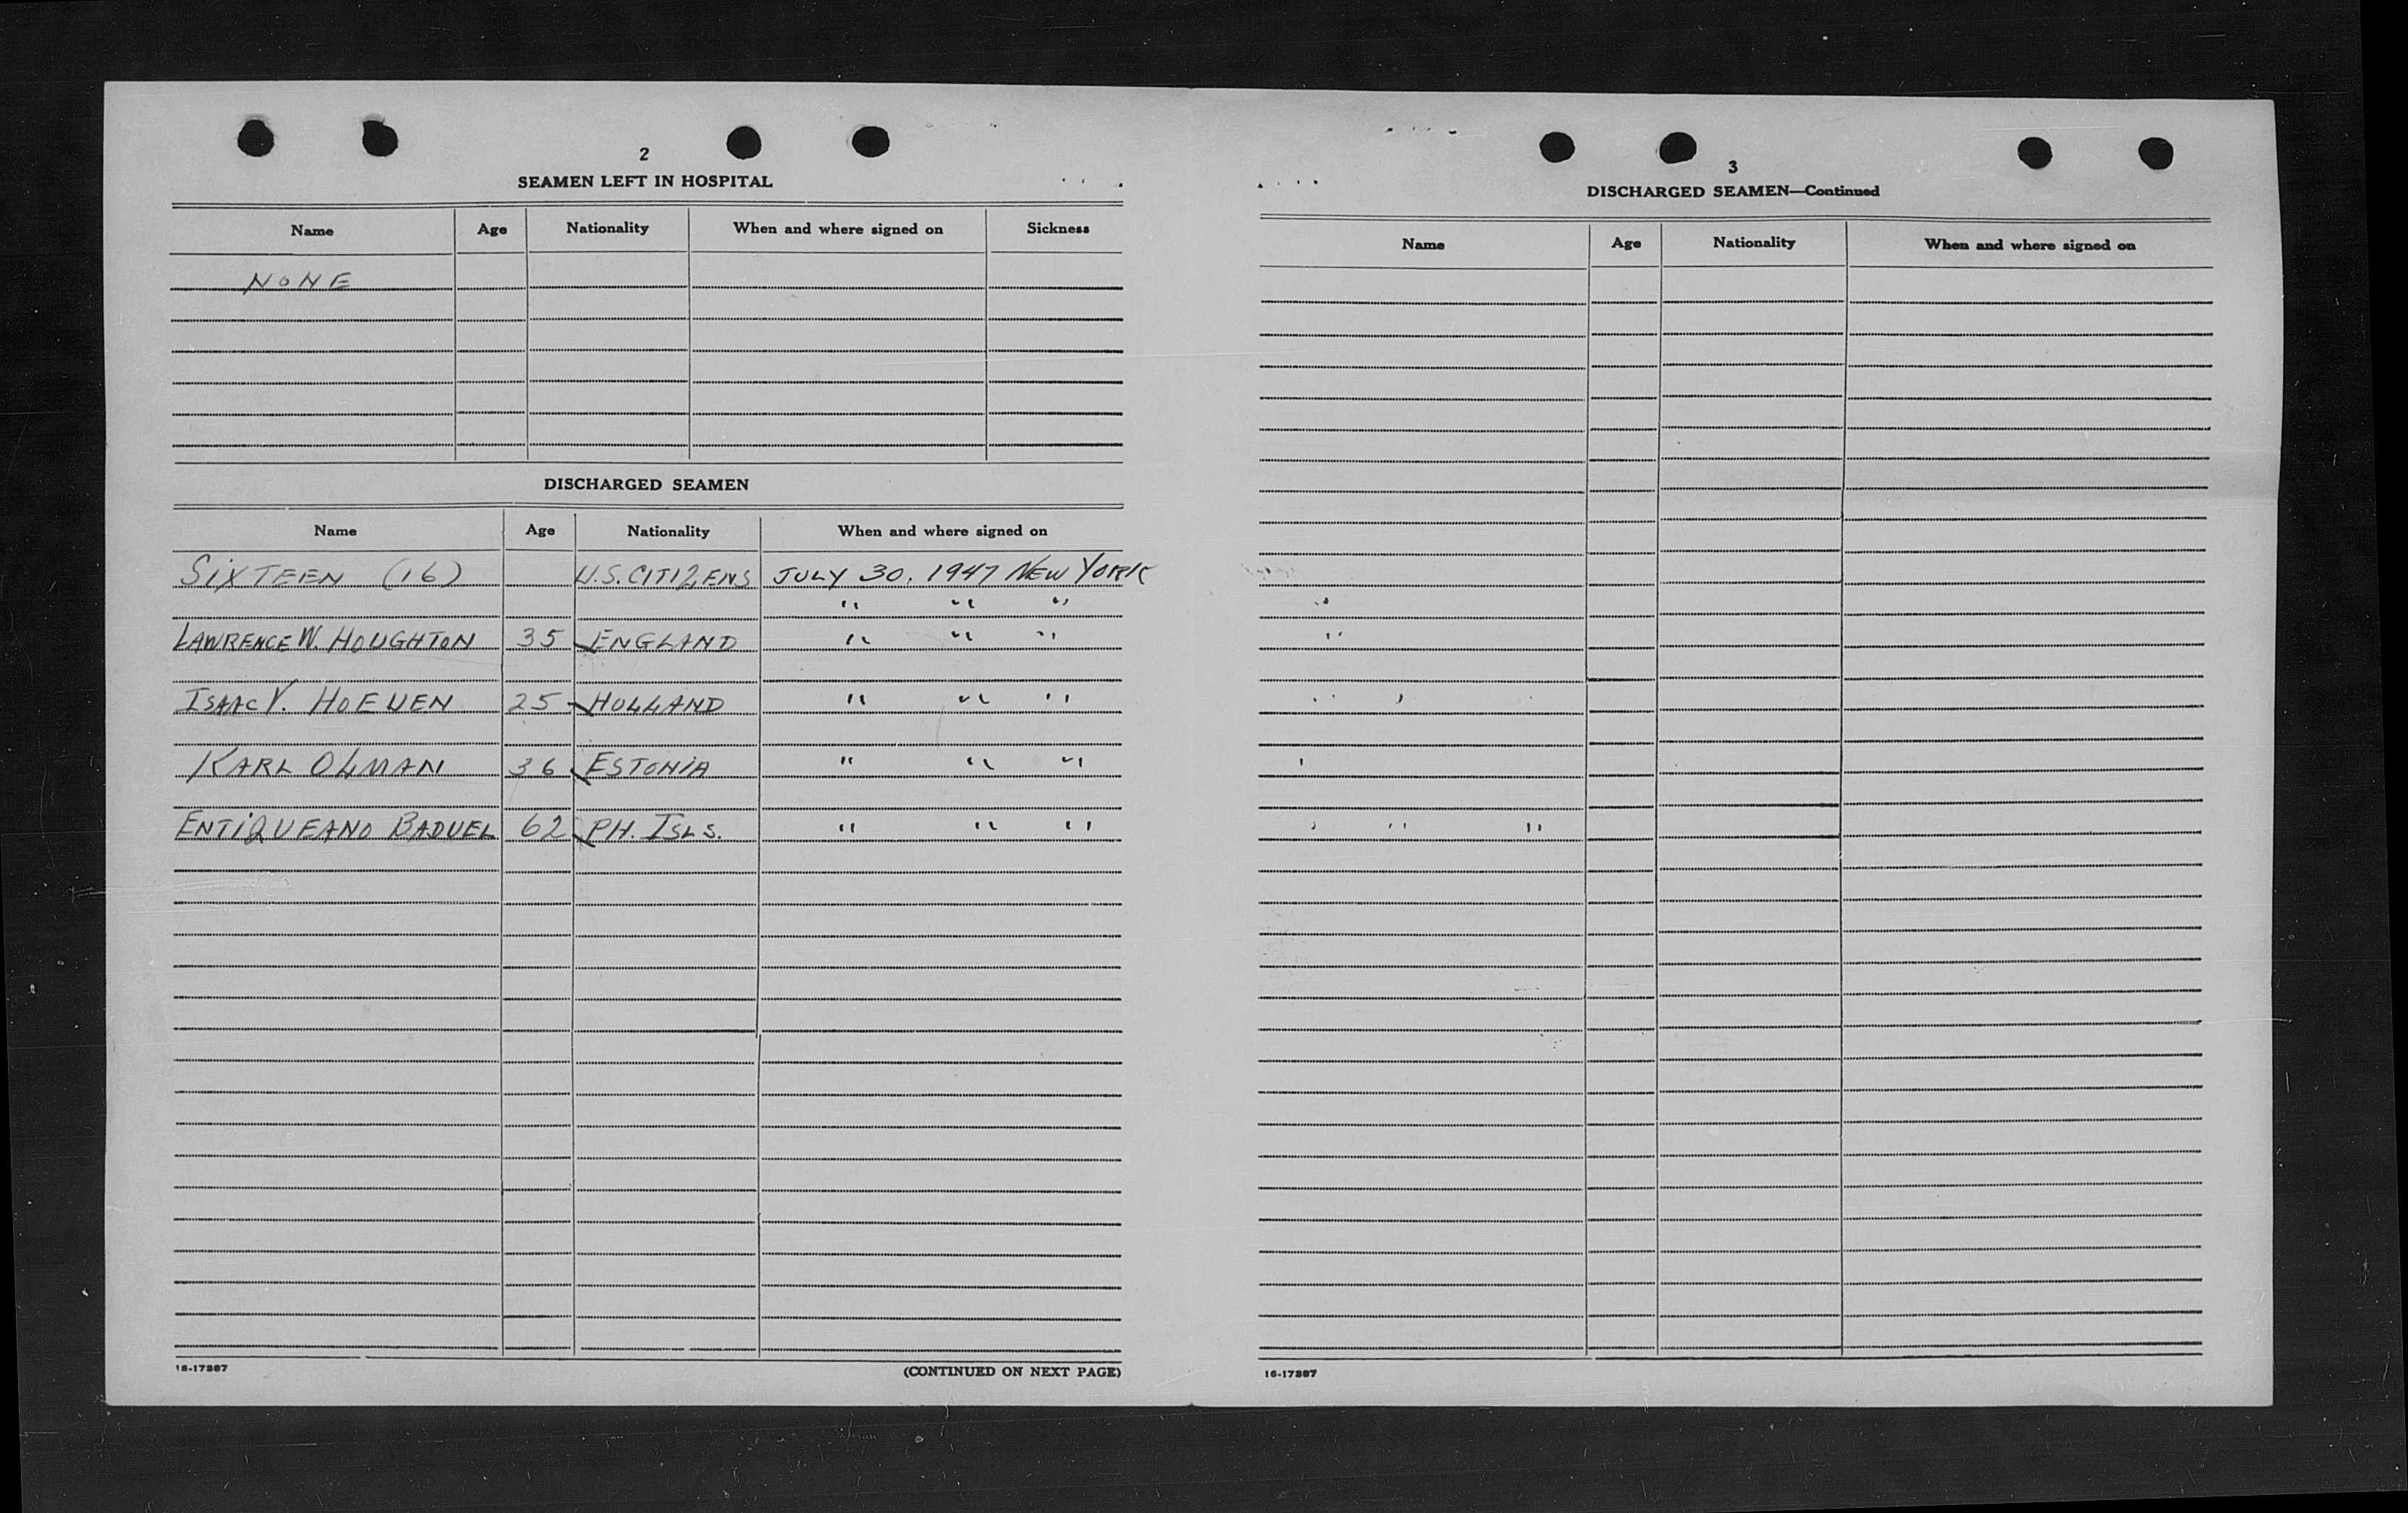 2
SEAMEN LEFT IN HOSPITAL
Name Age Nationality When and where signed on Sickness
NONE
DISCHARGED SEAMEN
Name Age Nationality When and where signed on
SIXTEEN (16) U.S. CITIZENS JULY 30. 1947 NEW YORK
" " "
LAWRENCE W. HOUGHTON 35 ENGLAND " " "
ISAAC V. HOEUEN 25 HOLLAND " " "
KARL OLMAN 36 ESTONIA " " "
ENTIQUEANO BADUEL 62 PH. ISLS. " " "
16-17887
(CONTINUED ON NEXT PAGE)
3
DISCHARGED SEAMEN—Continued
Name Age Nationality When and where signed on
16-17887